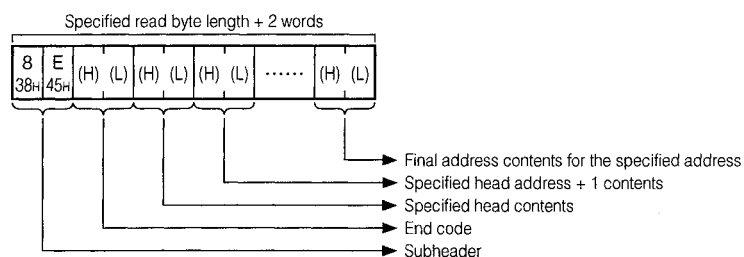 Specified read byte length + 2 words
8 E (H) (L) (H) (L) (H) (L) ...... (H) (L)
38H 45H
Final address contents for the specified address
Specified head address + 1 contents
Specified head contents
End code
Subheader